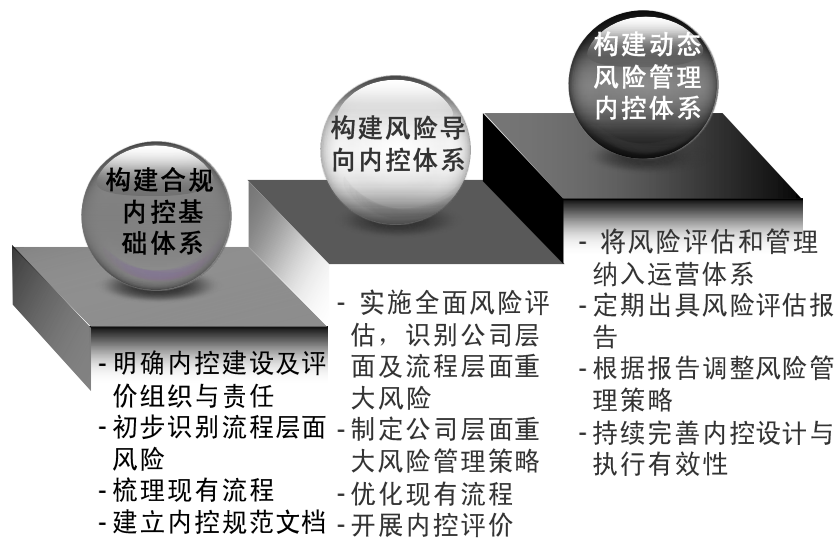 构建合规
内控基
础体系
- 明确内控建设及评
价组织与责任
- 初步识别流程层面
风险
- 梳理现有流程
- 建立内控规范文档
构建风险导
向内控体系
- 实施全面风险评
估，识别公司层
面及流程层面重
大风险
- 制定公司层面重
大风险管理策略
- 优化现有流程
- 开展内控评价
构建动态
风险管理
内控体系
- 将风险评估和管理
纳入运营体系
- 定期出具风险评估报
告
- 根据报告调整风险管
理策略
- 持续完善内控设计与
执行有效性